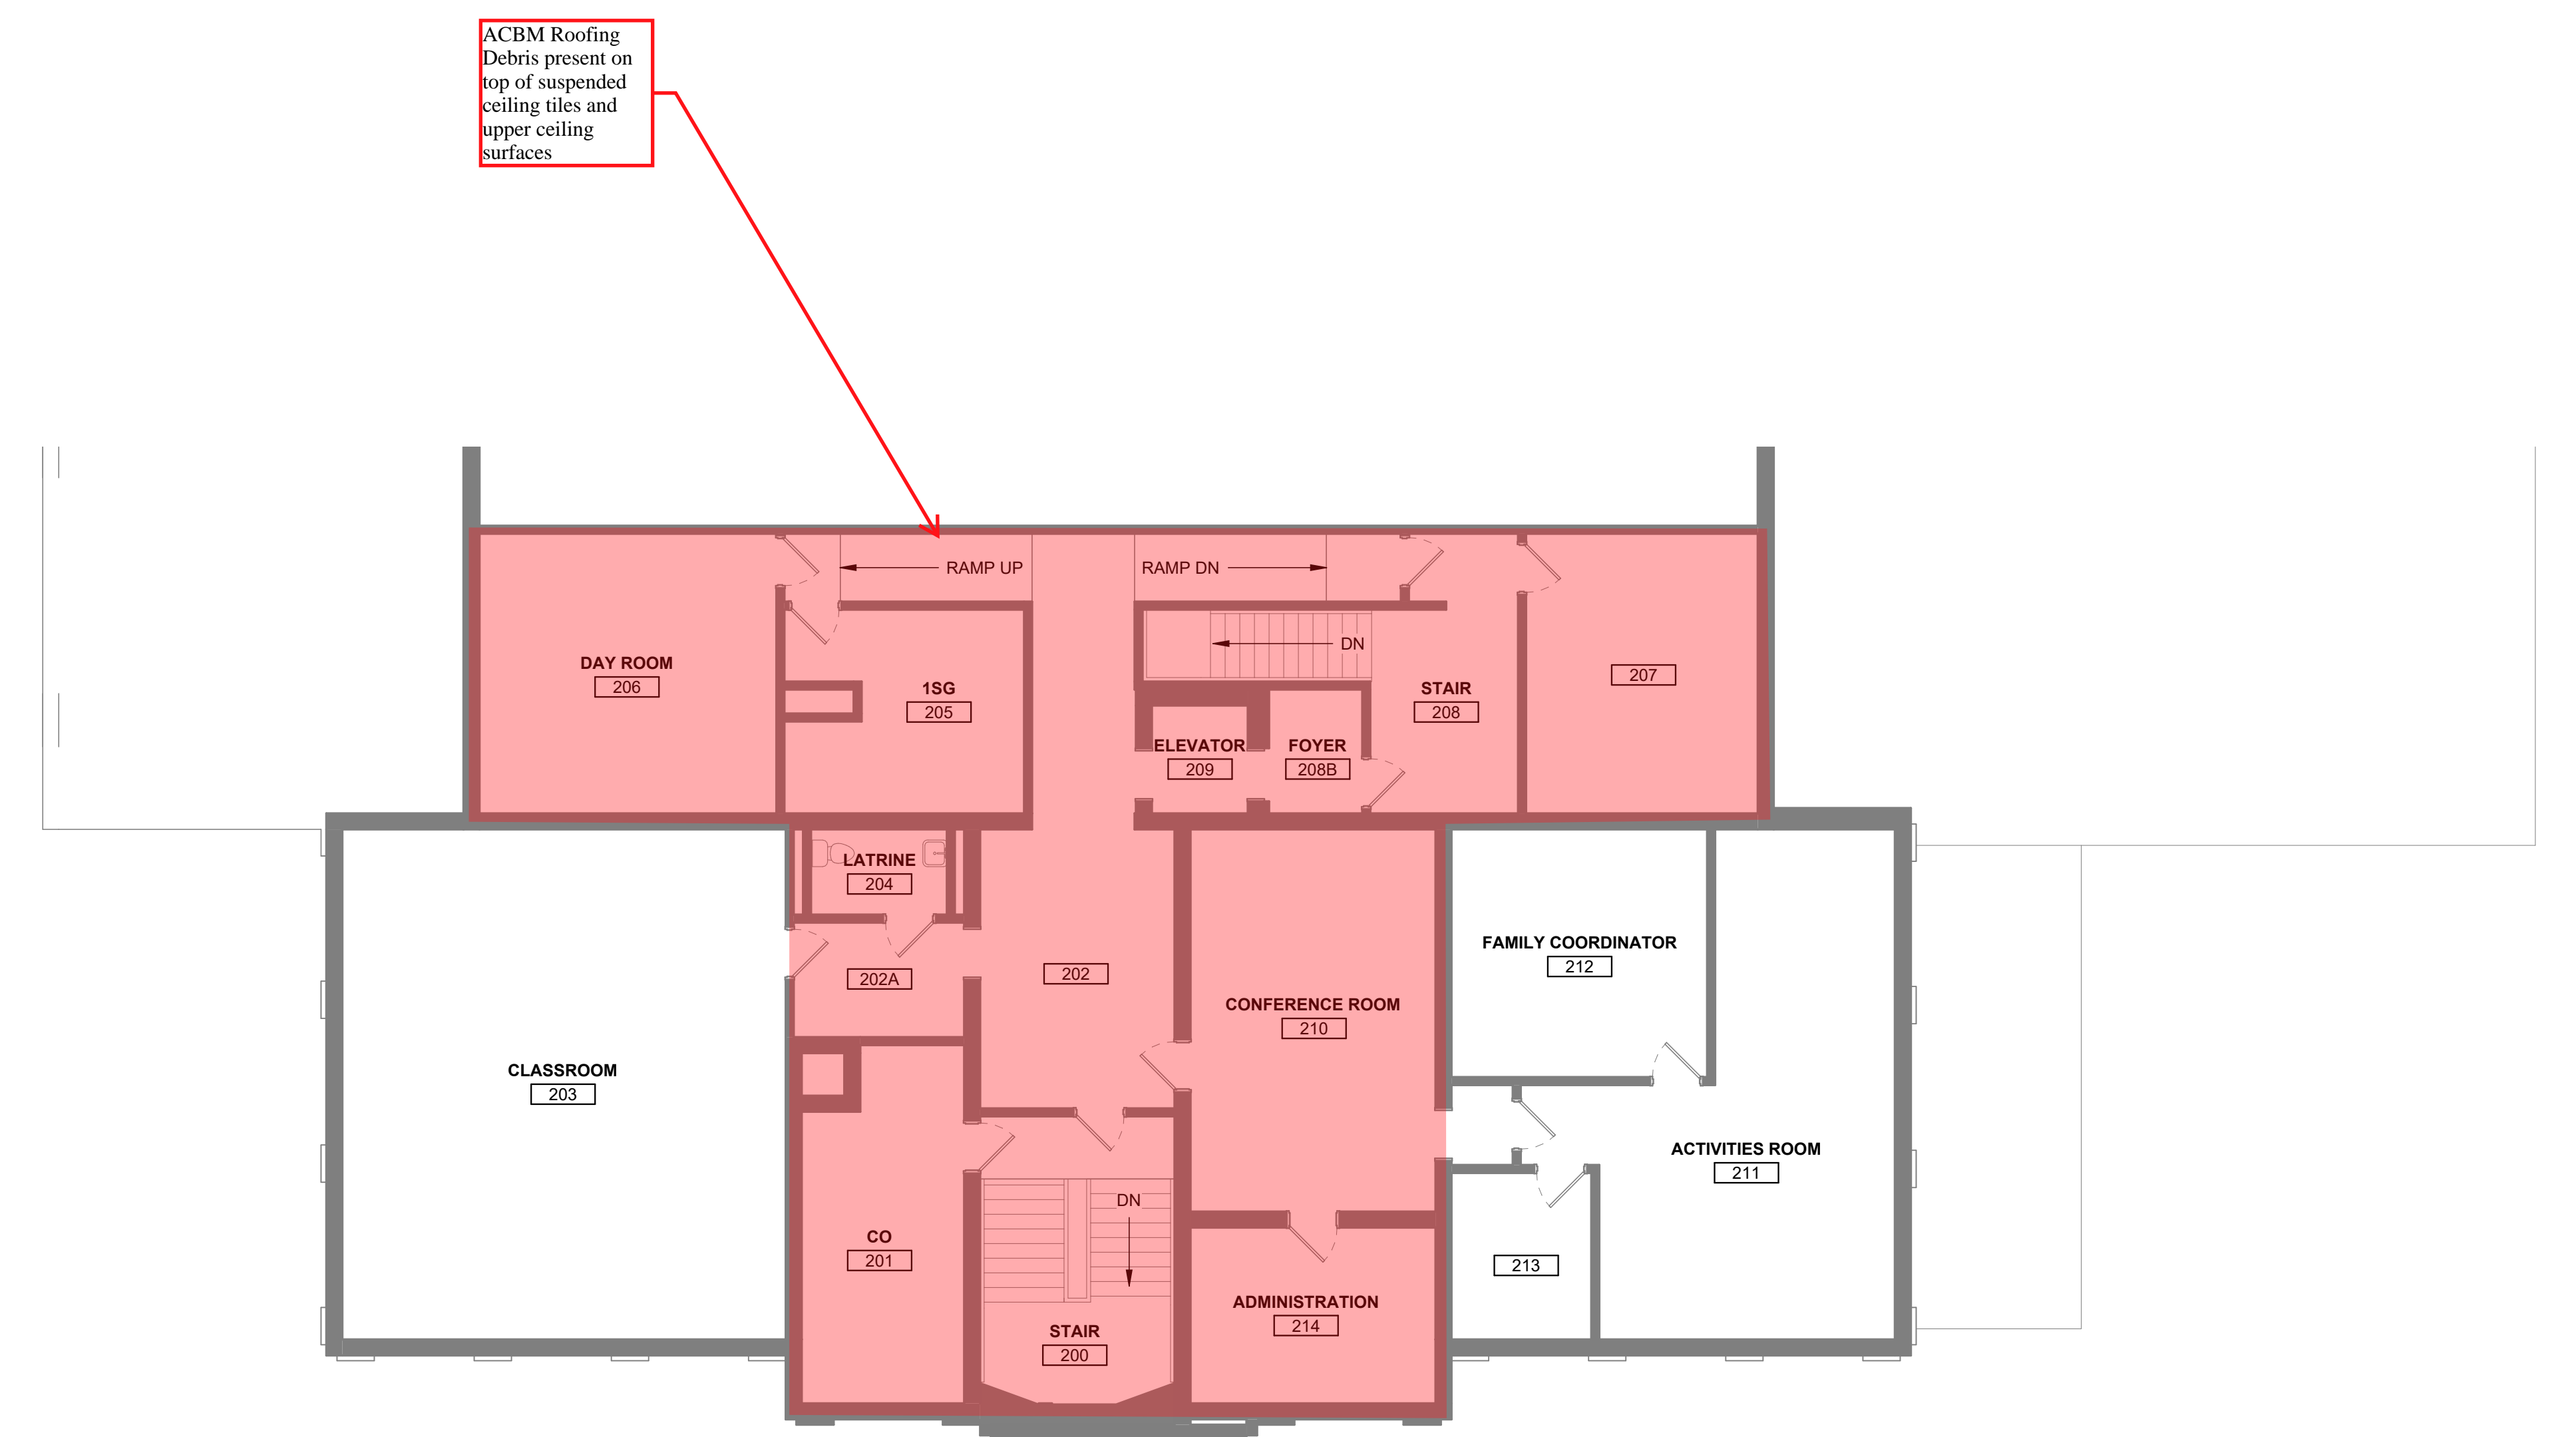 ACBM Roofing
Debris present on
top of suspended
ceiling tiles and
upper ceiling
surfaces
RAMP UP
RAMP DN
DN
DAY ROOM
206
1SG
205
STAIR
208
207
ELEVATOR
209
FOYER
208B
LATRINE
204
202A
202
CONFERENCE ROOM
210
FAMILY COORDINATOR
212
CLASSROOM
203
ACTIVITIES ROOM
211
DN
CO
201
213
ADMINISTRATION
214
STAIR
200